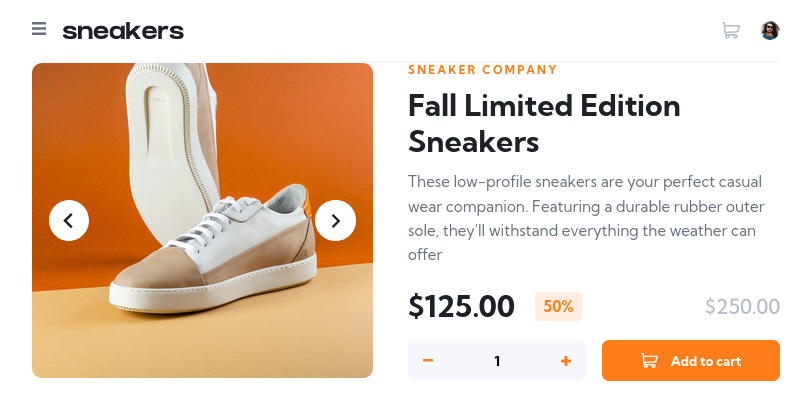 sneakers
SNEAKER COMPANY
Fall Limited Edition
Sneakers
These low-profile sneakers are your perfect casual
wear companion. Featuring a durable rubber outer
sole, they'll withstand everything the weather can
offer
$125.00 50% $250.00
− 1 + Add to cart